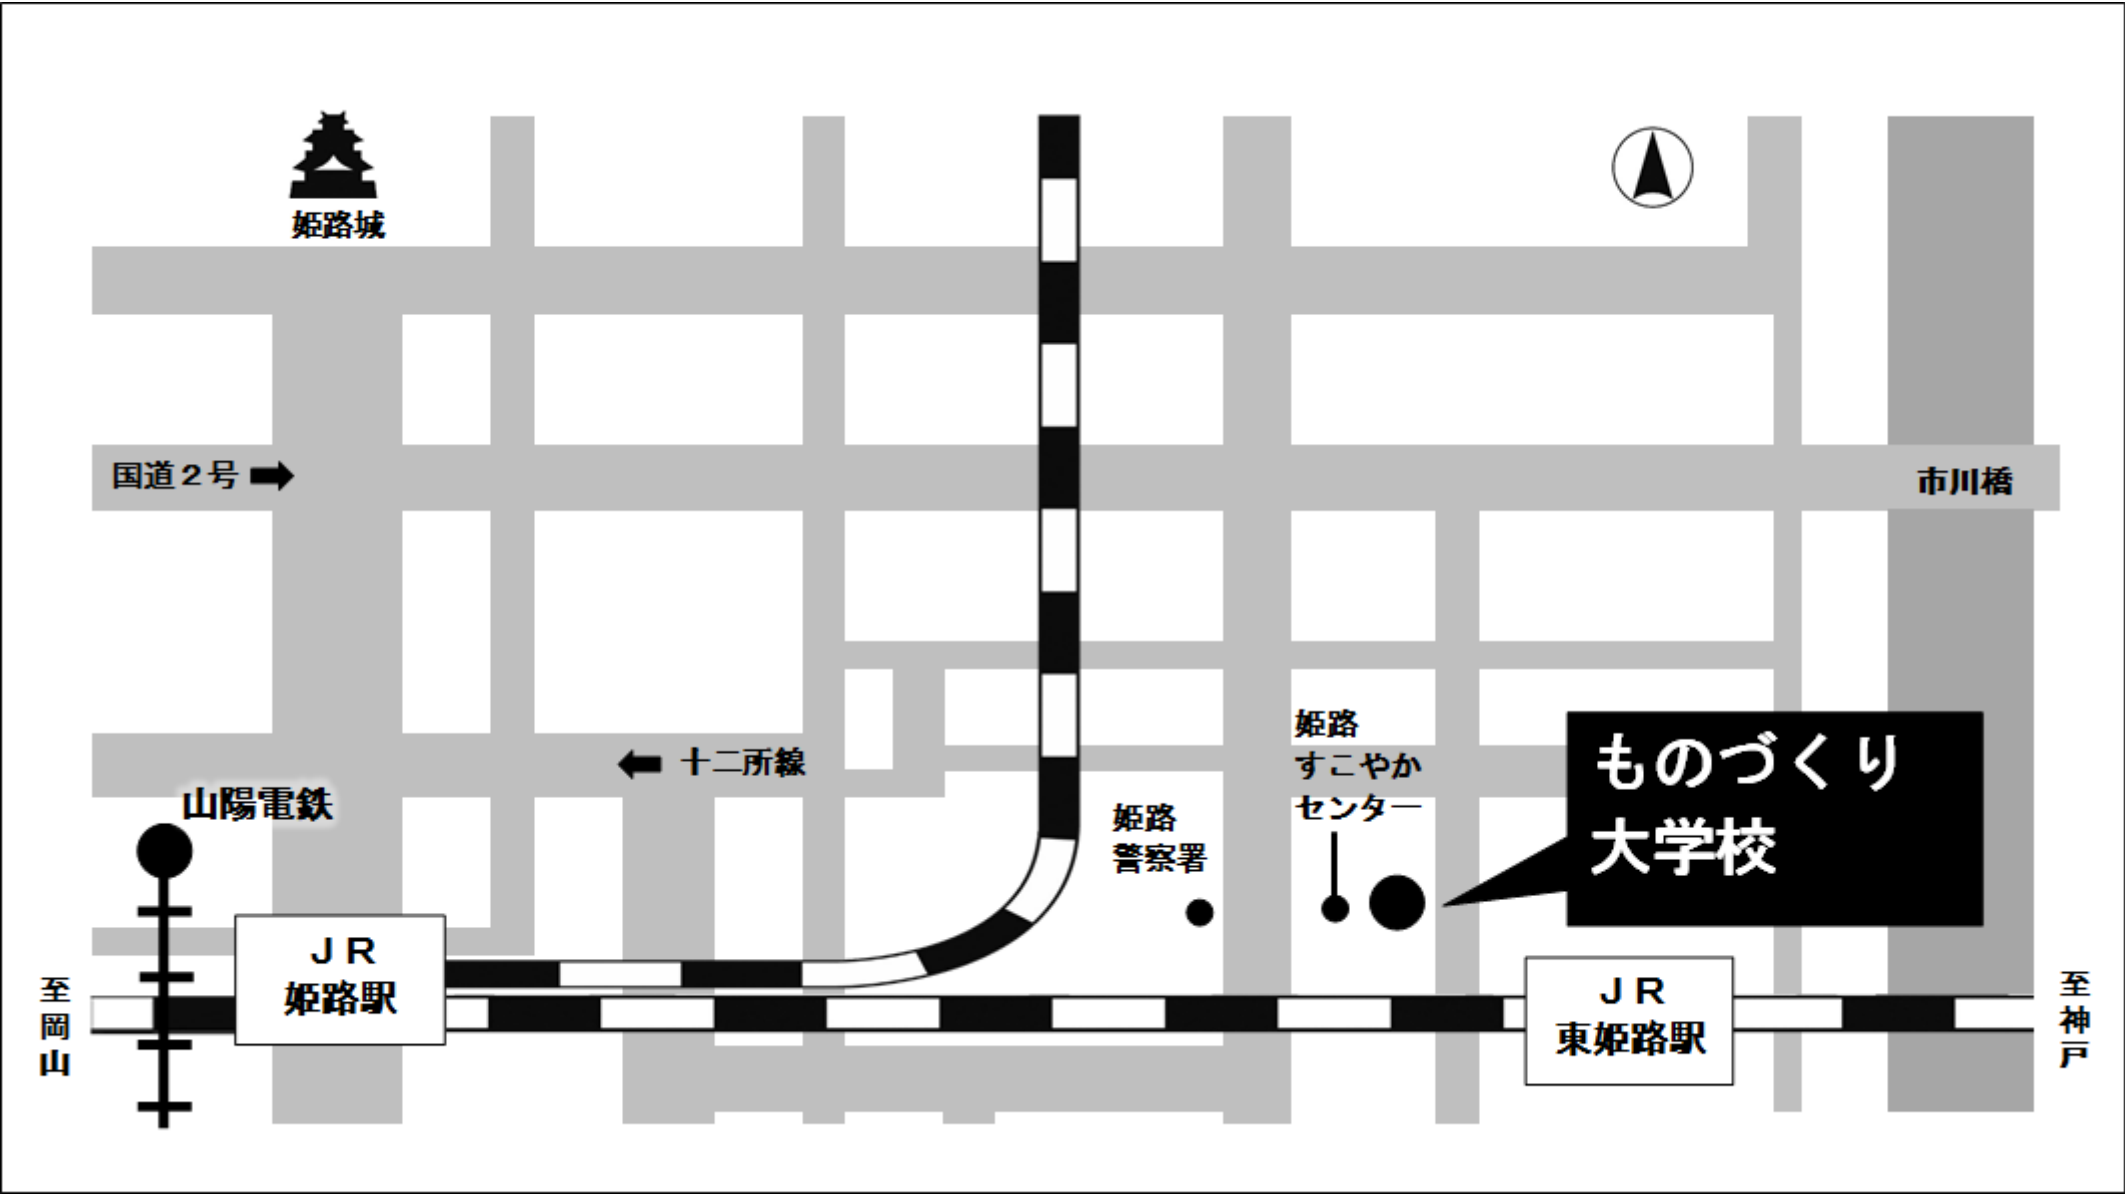 姫路城
国道２号
市川橋
十二所線
山陽電鉄
姫路
すこやか
センター
ものづくり
大学校
姫路
警察署
ＪＲ
姫路駅
ＪＲ
東姫路駅
至
岡
山
至
神
戸